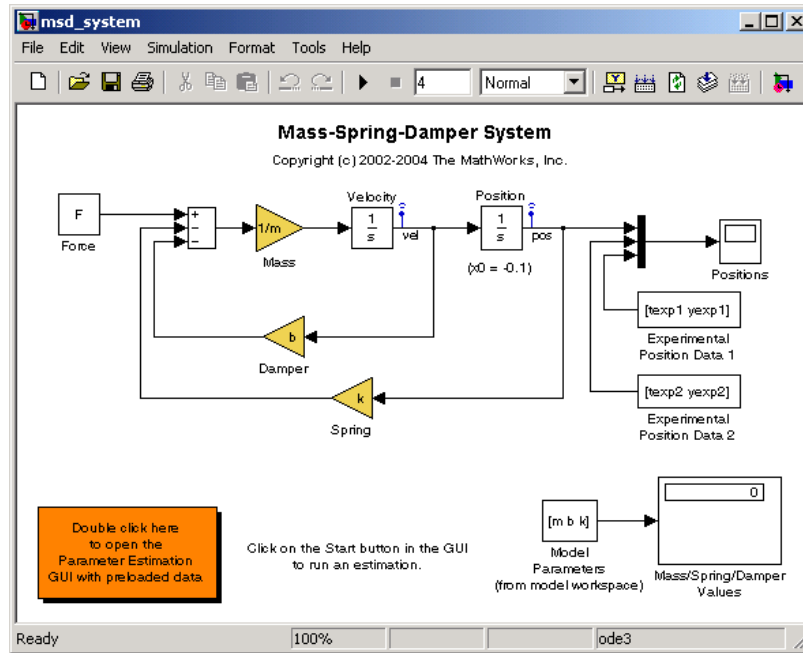 msd_system
File Edit View Simulation Format Tools Help
4 Normal
Mass-Spring-Damper System
Copyright (c) 2002-2004 The MathWorks, Inc.
Velocity
Position
F
Force
+
−
−
1/m
Mass
1
s
vel
1
s
pos
(x0 = -0.1)
Positions
[texp1 yexp1]
Experimental
Position Data 1
b
Damper
[texp2 yexp2]
Experimental
Position Data 2
k
Spring
Double click here
to open the
Parameter Estimation
GUI with preloaded data
Click on the Start button in the GUI
to run an estimation.
[m b k]
Model
Parameters
(from model workspace)
0
Mass/Spring/Damper
Values
Ready 100% ode3